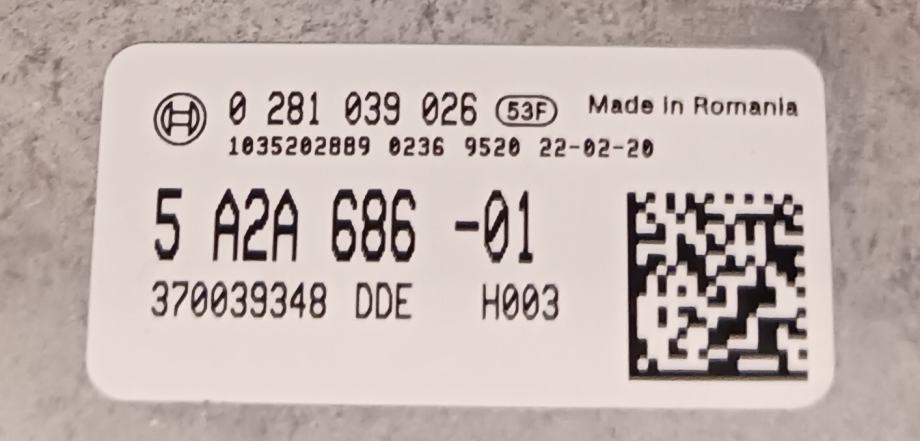 0 281 039 026 53F Made in Romania
1035202889 0236 9520 22-02-20
5 A2A 686 -01
370039348 DDE H003